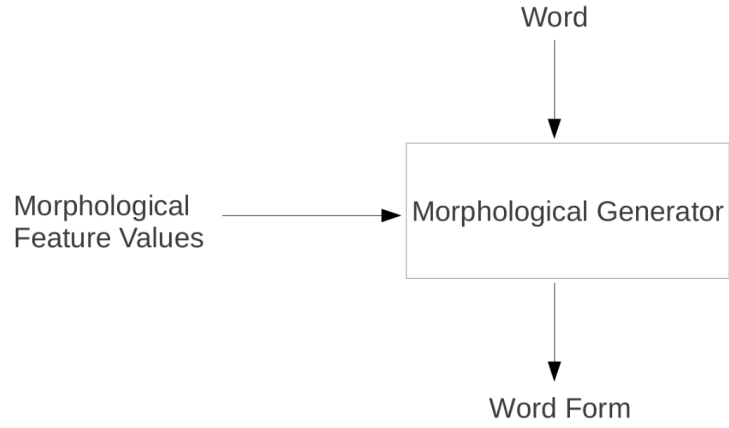 Word
Morphological
Feature Values
Morphological Generator
Word Form